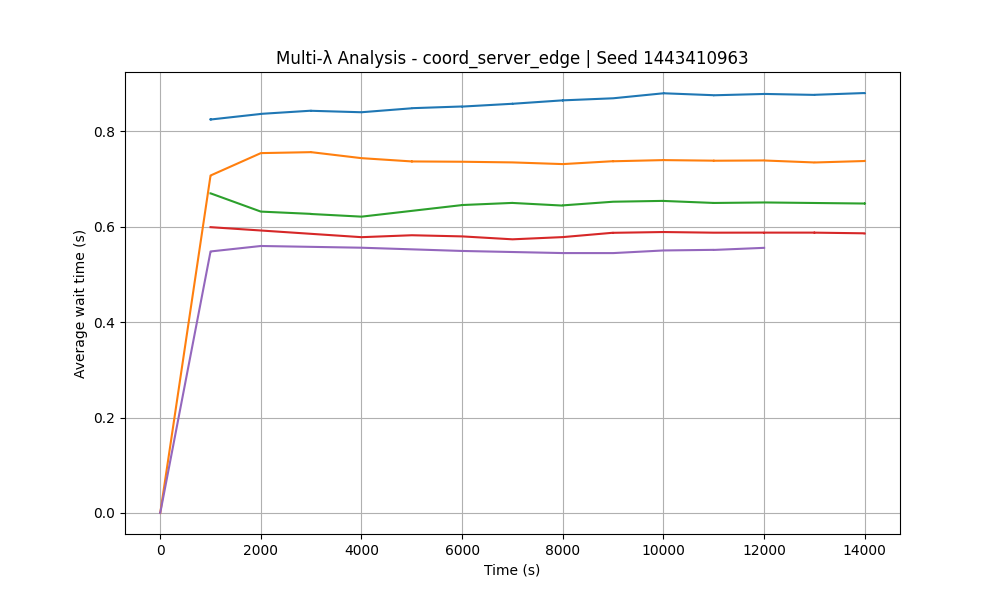 Multi-λ Analysis - coord_server_edge | Seed 1443410963
Average wait time (s)
0.8
0.6
0.4
0.2
0.0
0 2000 4000 6000 8000 10000 12000 14000
Time (s)